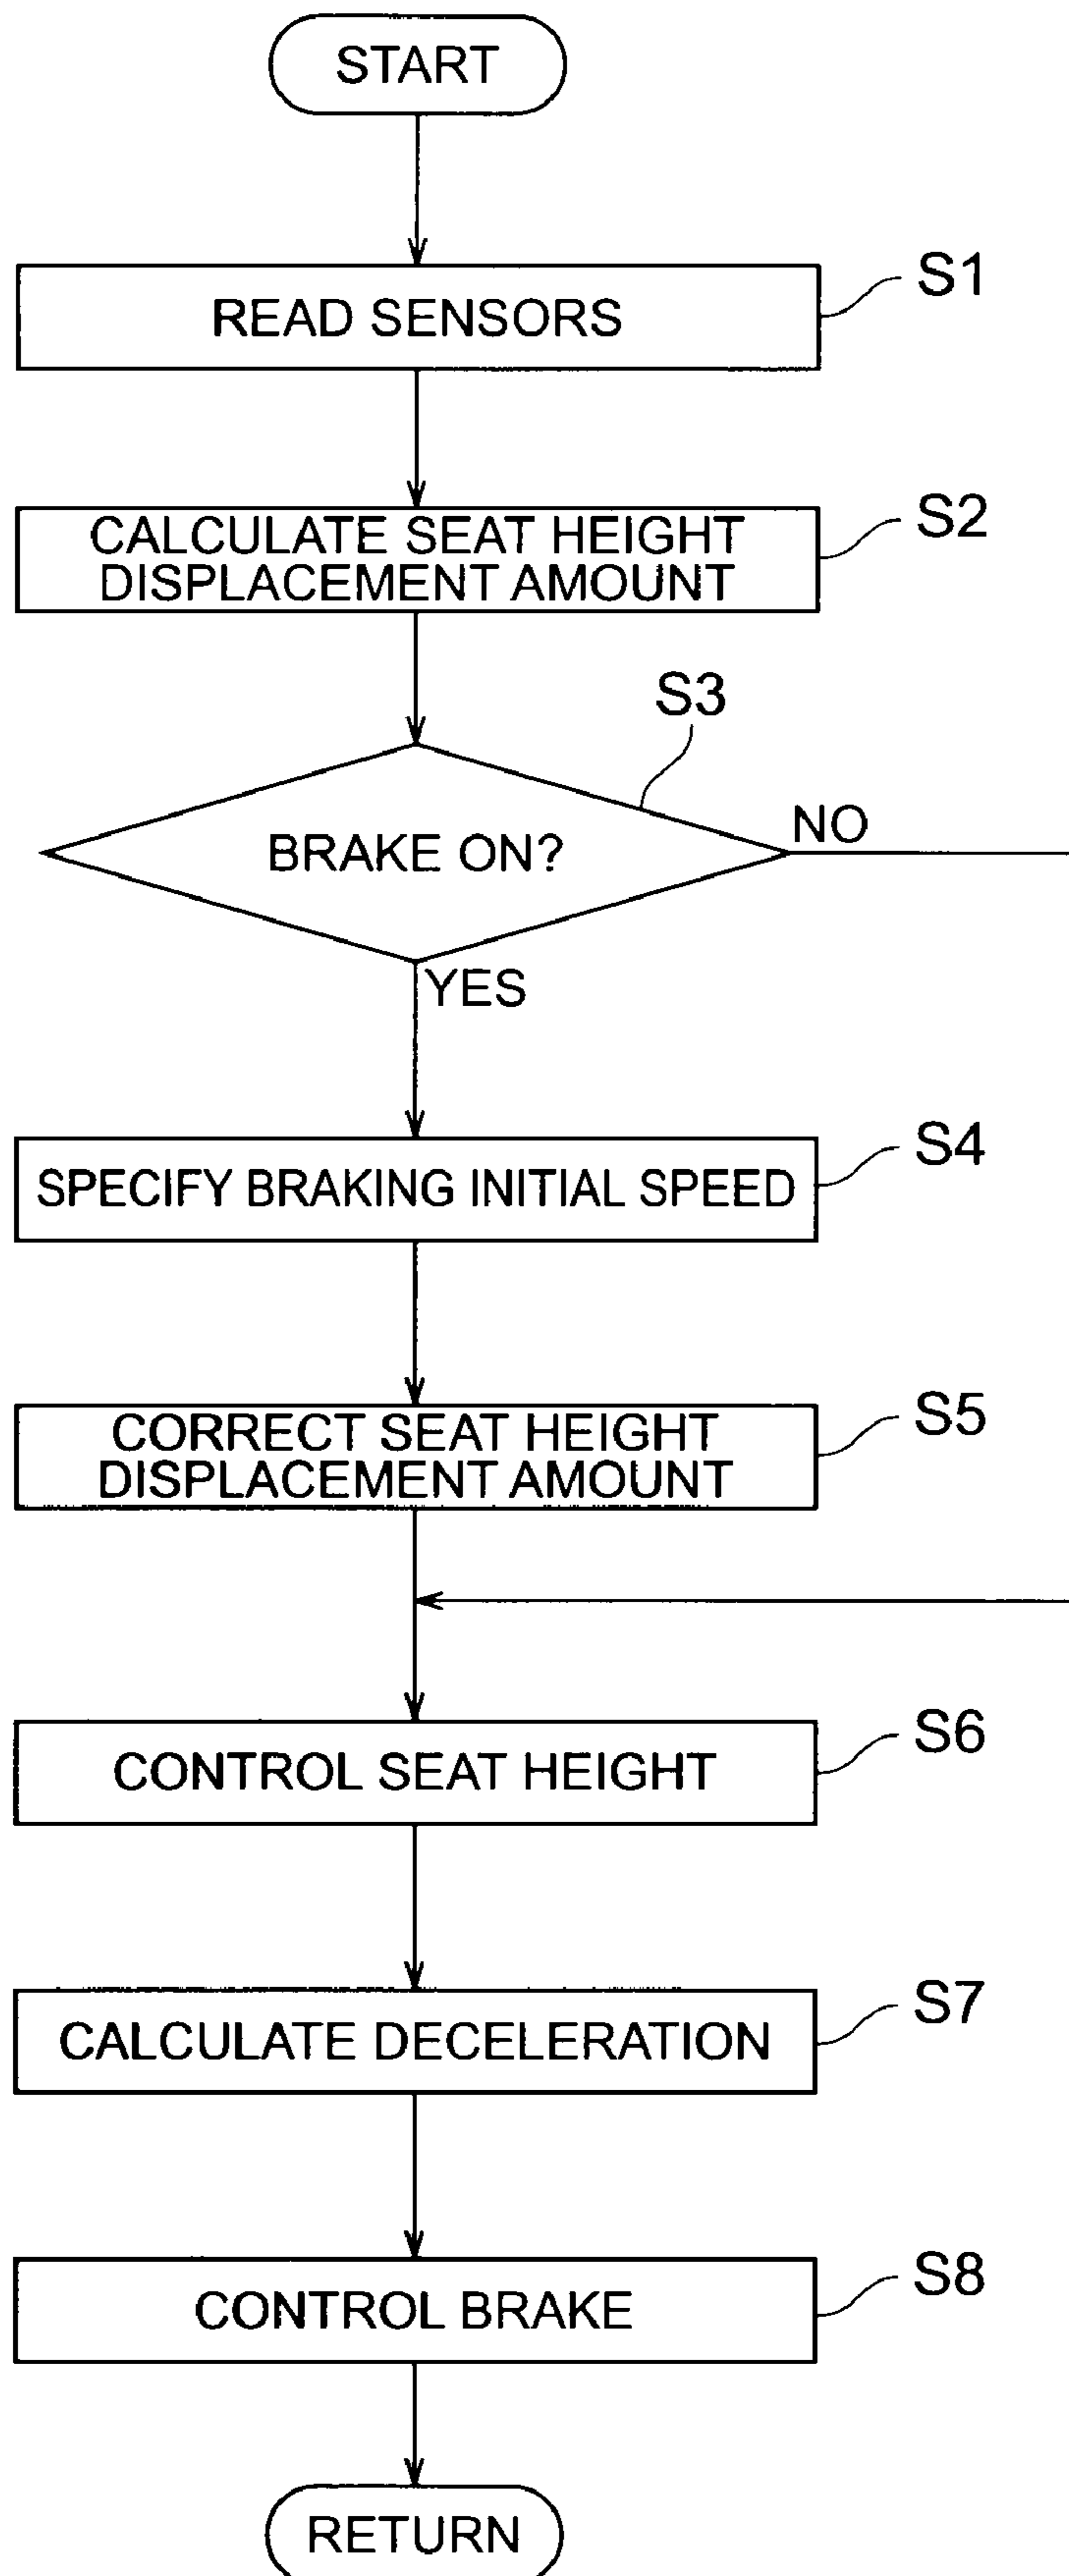 START
READ SENSORS
S1
CALCULATE SEAT HEIGHT
DISPLACEMENT AMOUNT
S2
S3
BRAKE ON?
NO
YES
SPECIFY BRAKING INITIAL SPEED
S4
CORRECT SEAT HEIGHT
DISPLACEMENT AMOUNT
S5
CONTROL SEAT HEIGHT
S6
CALCULATE DECELERATION
S7
CONTROL BRAKE
S8
RETURN